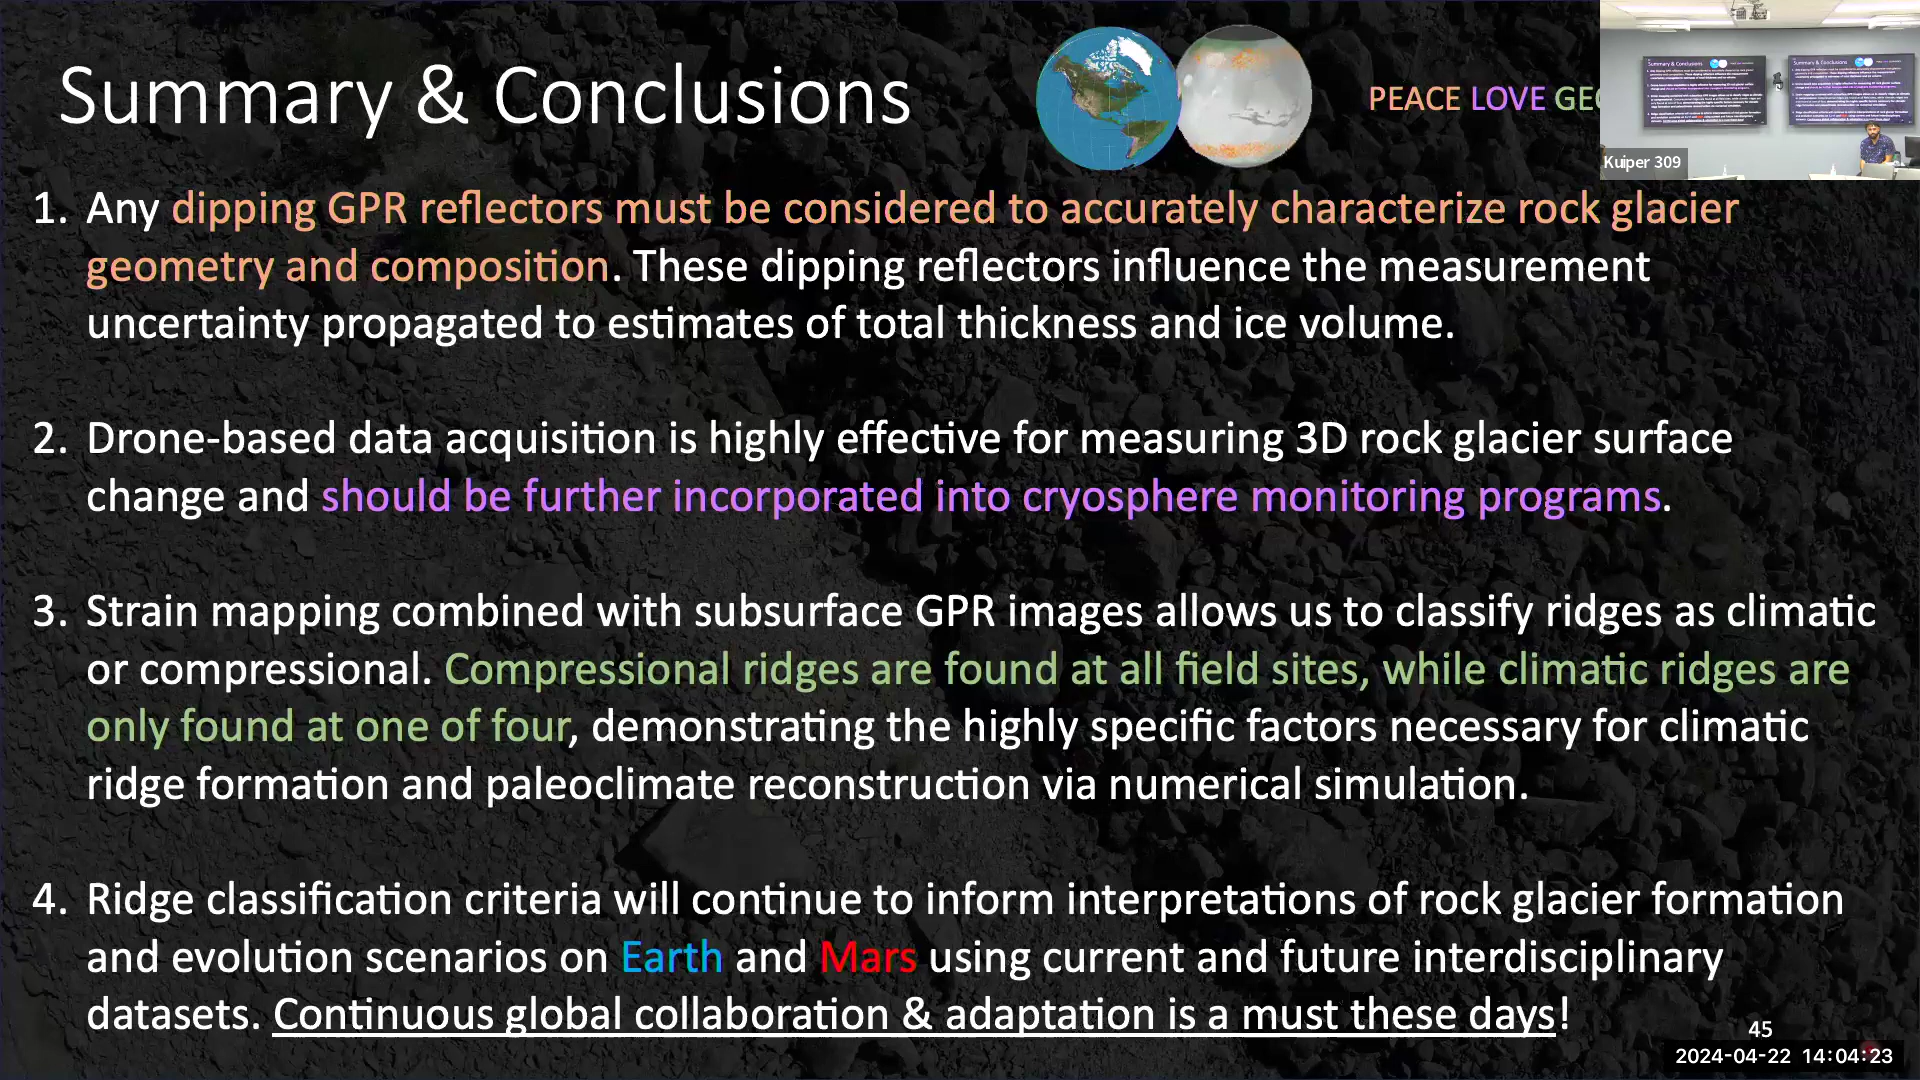 Summary & Conclusions
PEACE LOVE GEO
Kuiper 309
1. Any dipping GPR reflectors must be considered to accurately characterize rock glacier
geometry and composition. These dipping reflectors influence the measurement
uncertainty propagated to estimates of total thickness and ice volume.
2. Drone-based data acquisition is highly effective for measuring 3D rock glacier surface
change and should be further incorporated into cryosphere monitoring programs.
3. Strain mapping combined with subsurface GPR images allows us to classify ridges as climatic
or compressional. Compressional ridges are found at all field sites, while climatic ridges are
only found at one of four, demonstrating the highly specific factors necessary for climatic
ridge formation and paleoclimate reconstruction via numerical simulation.
4. Ridge classification criteria will continue to inform interpretations of rock glacier formation
and evolution scenarios on Earth and Mars using current and future interdisciplinary
datasets. Continuous global collaboration & adaptation is a must these days!
45
2024-04-22 14:04:23